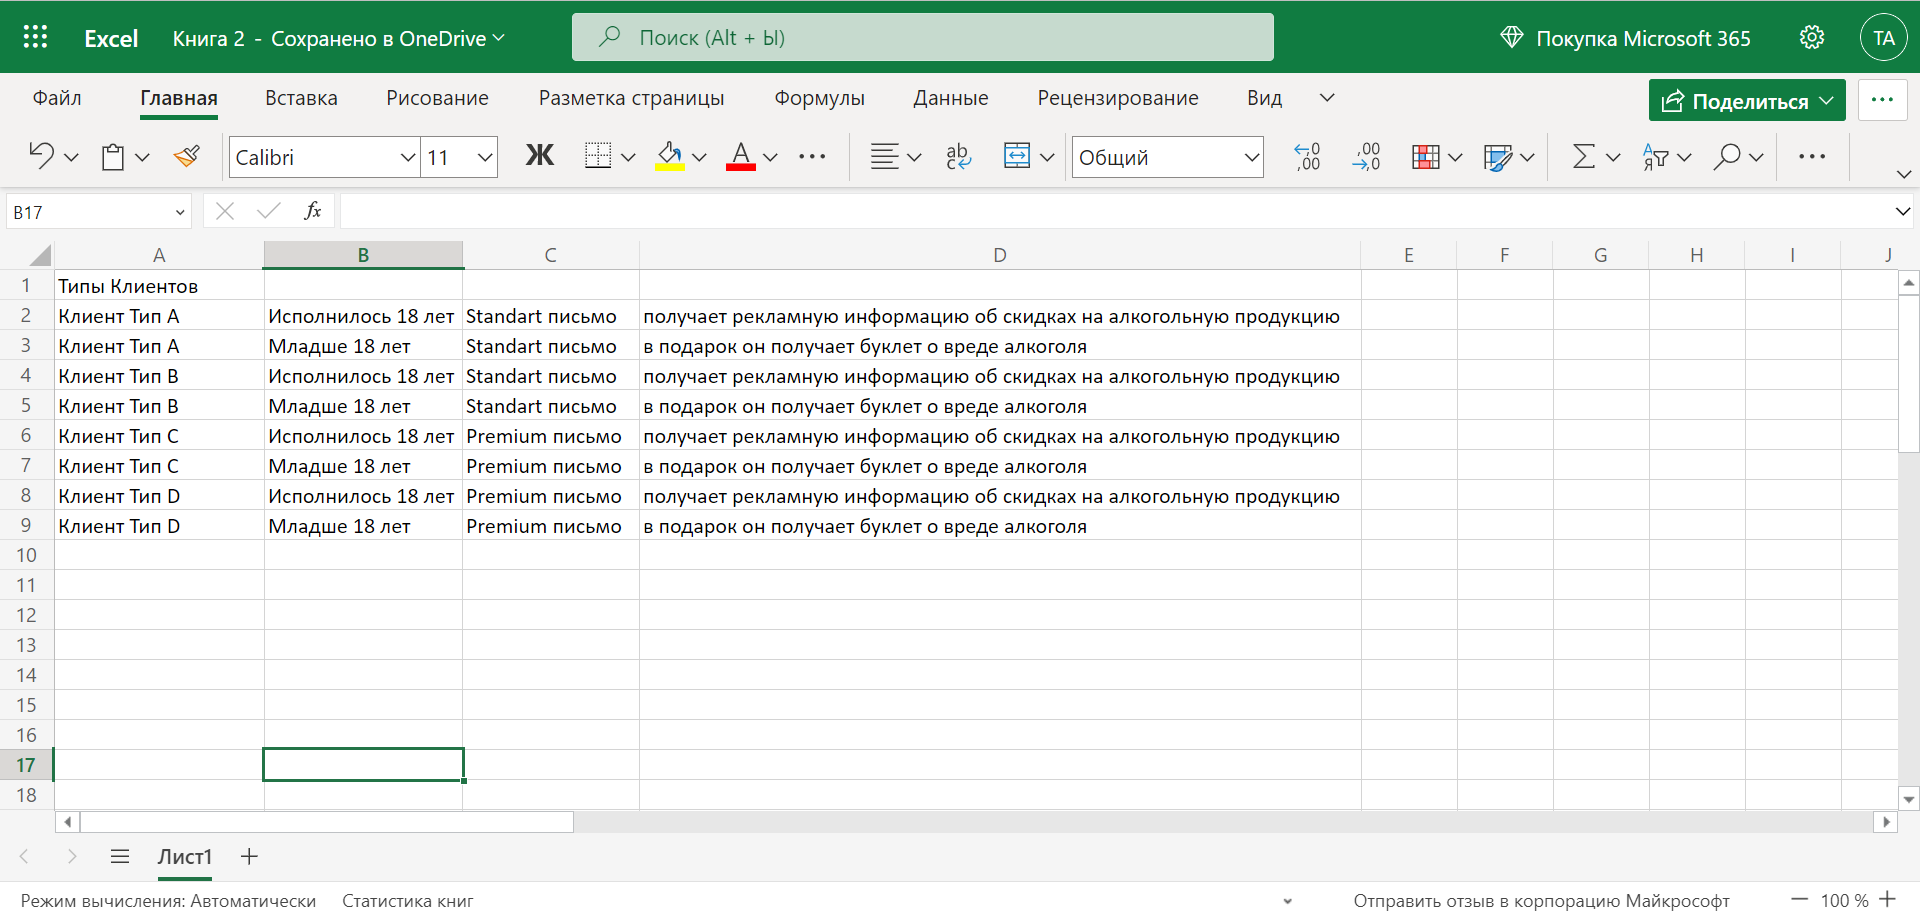 Excel Книга 2 - Сохранено в OneDrive Поиск (Alt + Ы) Покупка Microsoft 365 TA
Файл Главная Вставка Рисование Разметка страницы Формулы Данные Рецензирование Вид Поделиться
Calibri 11 Ж Общий
B17 fx
A B C D E F G H I J
1 Типы Клиентов
2 Клиент Тип A Исполнилось 18 лет Standart письмо получает рекламную информацию об скидках на алкогольную продукцию
3 Клиент Тип A Младше 18 лет Standart письмо в подарок он получает буклет о вреде алкоголя
4 Клиент Тип B Исполнилось 18 лет Standart письмо получает рекламную информацию об скидках на алкогольную продукцию
5 Клиент Тип B Младше 18 лет Standart письмо в подарок он получает буклет о вреде алкоголя
6 Клиент Тип C Исполнилось 18 лет Premium письмо получает рекламную информацию об скидках на алкогольную продукцию
7 Клиент Тип C Младше 18 лет Premium письмо в подарок он получает буклет о вреде алкоголя
8 Клиент Тип D Исполнилось 18 лет Premium письмо получает рекламную информацию об скидках на алкогольную продукцию
9 Клиент Тип D Младше 18 лет Premium письмо в подарок он получает буклет о вреде алкоголя
10
11
12
13
14
15
16
17
18
Лист1
Режим вычисления: Автоматически Статистика книг Отправить отзыв в корпорацию Майкрософт 100 %